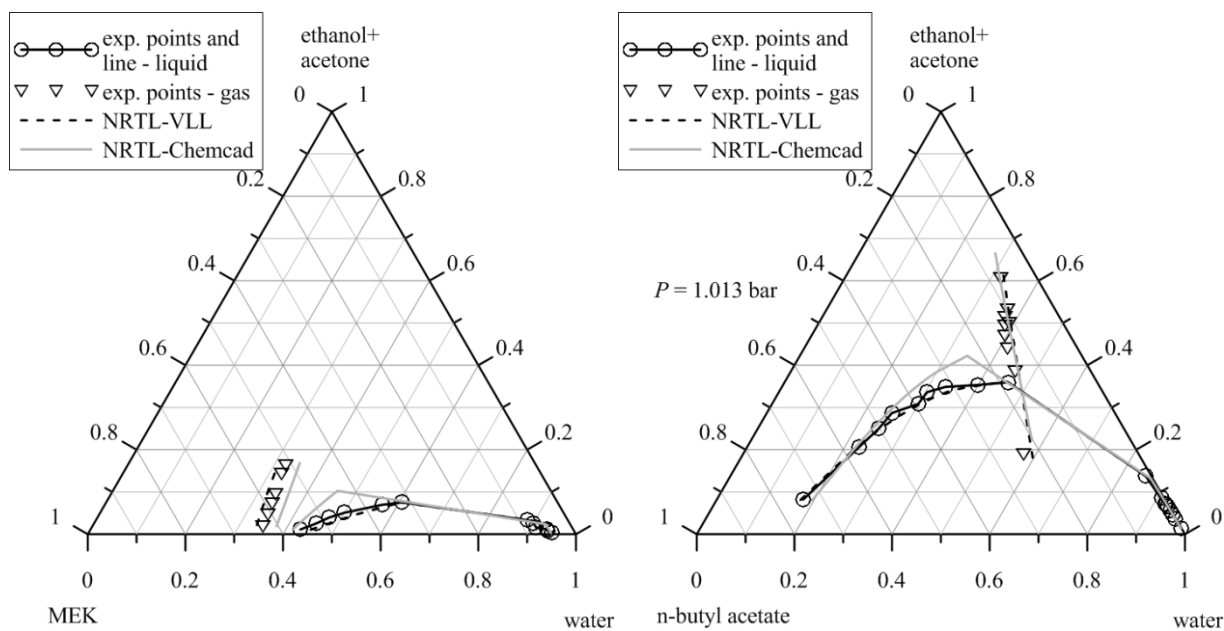 exp. points and
line - liquid
exp. points - gas
NRTL-VLL
NRTL-Chemcad
ethanol+
acetone
0
1
0.2
0.8
0.4
0.6
0.6
0.4
0.8
0.2
1
0
0
0.2
0.4
0.6
0.8
1
MEK
water
exp. points and
line - liquid
exp. points - gas
NRTL-VLL
NRTL-Chemcad
ethanol+
acetone
0
1
0.2
0.8
0.4
0.6
P = 1.013 bar
0.6
0.4
0.8
0.2
1
0
0
0.2
0.4
0.6
0.8
1
n-butyl acetate
water